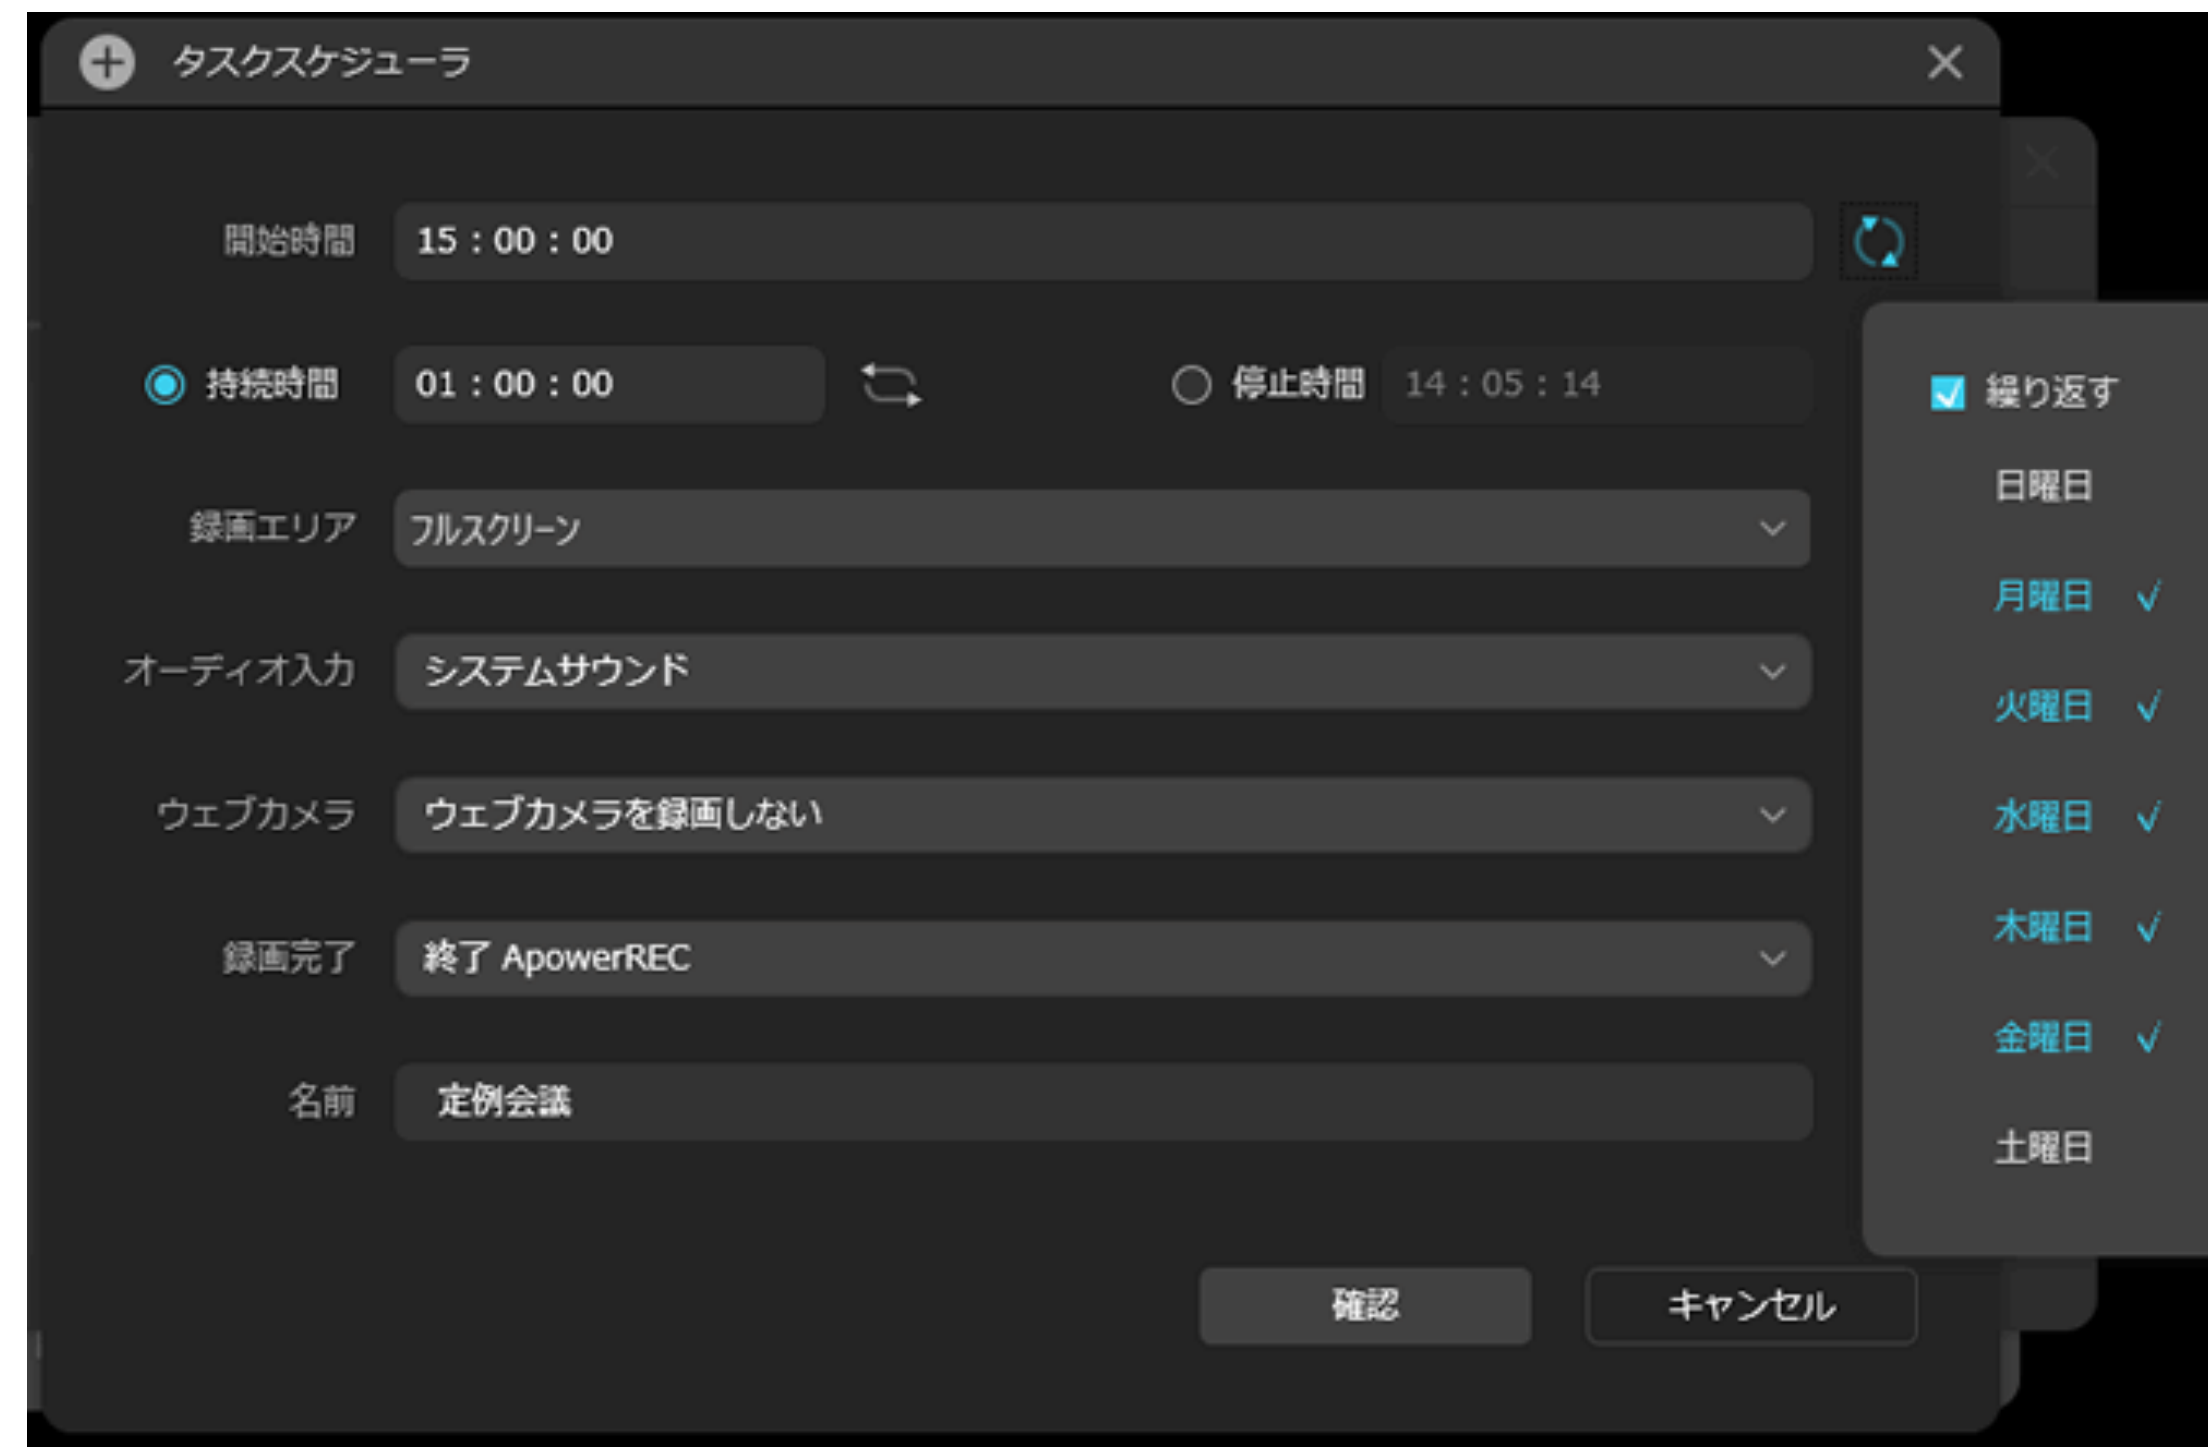 タスクスケジューラ
開始時間 15 : 00 : 00
持続時間 01 : 00 : 00 停止時間 14 : 05 : 14
録画エリア フルスクリーン
オーディオ入力 システムサウンド
ウェブカメラ ウェブカメラを録画しない
録画完了 終了 ApowerREC
名前 定例会議
確認 キャンセル
繰り返す
日曜日
月曜日 ✓
火曜日 ✓
水曜日 ✓
木曜日 ✓
金曜日 ✓
土曜日